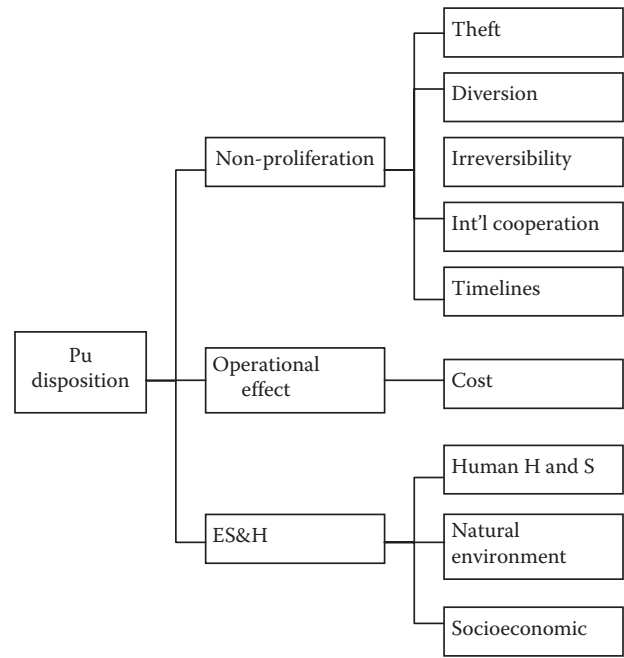 Theft
Diversion
Non-proliferation
Irreversibility
Int'l cooperation
Timelines
Pu
disposition
Operational
effect
Cost
Human H and S
ES&H
Natural
environment
Socioeconomic